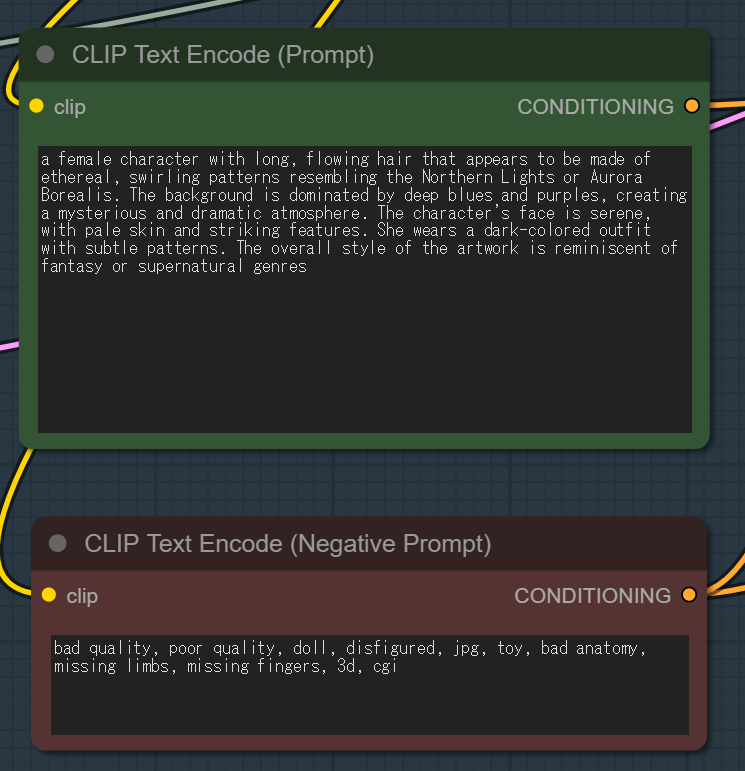 CLIP Text Encode (Prompt)
clip
CONDITIONING
a female character with long, flowing hair that appears to be made of
ethereal, swirling patterns resembling the Northern Lights or Aurora
Borealis. The background is dominated by deep blues and purples, creating
a mysterious and dramatic atmosphere. The character's face is serene,
with pale skin and striking features. She wears a dark-colored outfit
with subtle patterns. The overall style of the artwork is reminiscent of
fantasy or supernatural genres
CLIP Text Encode (Negative Prompt)
clip
CONDITIONING
bad quality, poor quality, doll, disfigured, jpg, toy, bad anatomy,
missing limbs, missing fingers, 3d, cgi